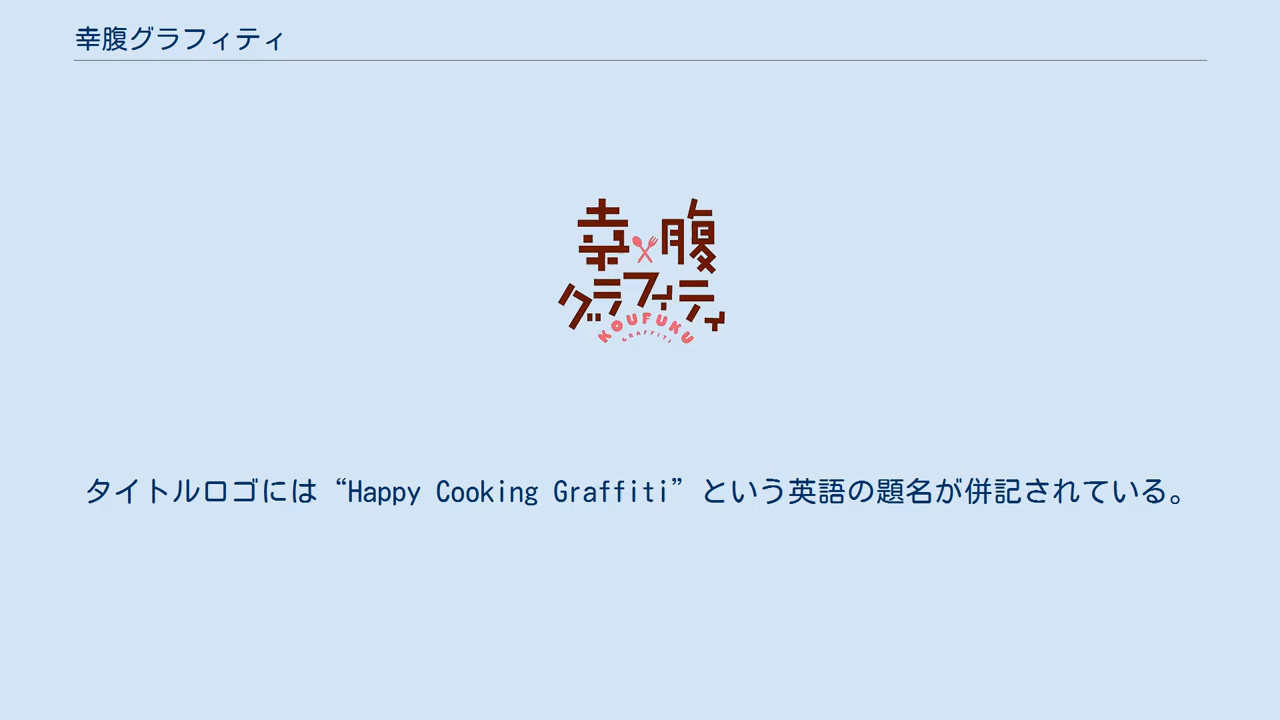 幸腹グラフィティ
幸腹
グラフィティ
KOUFUKU
GRAFFITI
タイトルロゴには“Happy Cooking Graffiti”という英語の題名が併記されている。